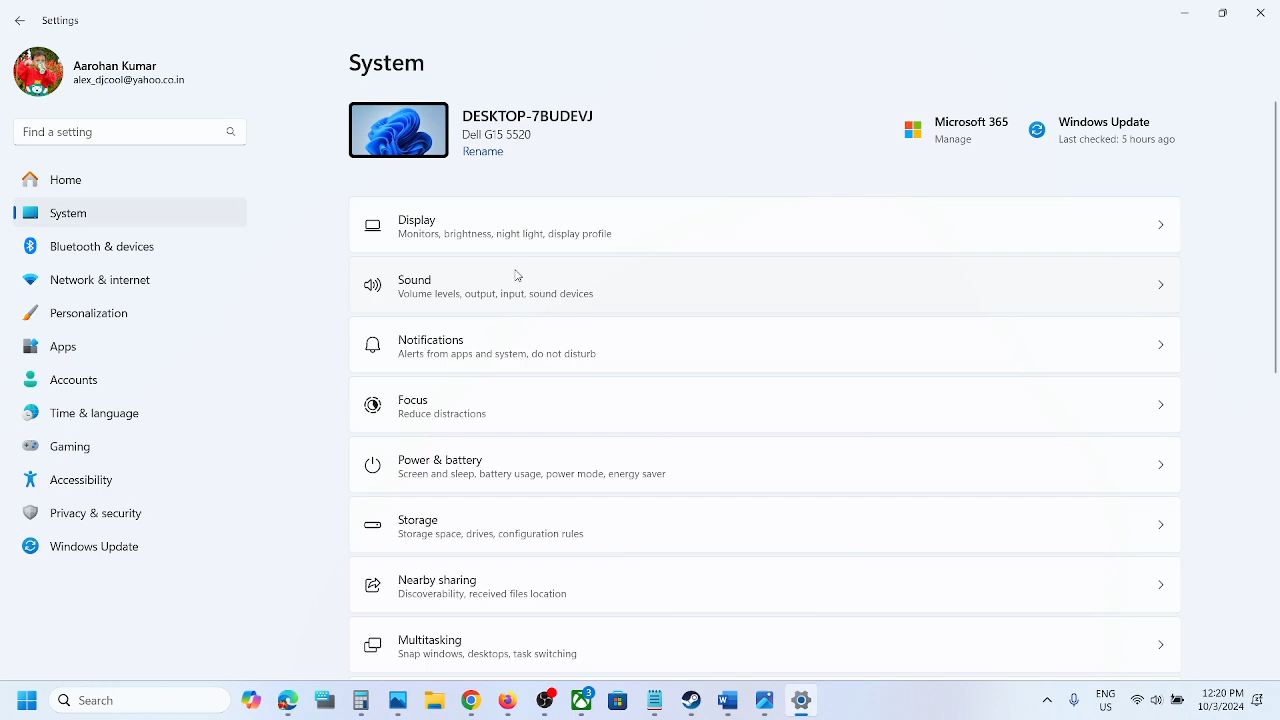 Settings
Aarohan Kumar
alex_djcool@yahoo.co.in
Find a setting
Home
System
Bluetooth & devices
Network & internet
Personalization
Apps
Accounts
Time & language
Gaming
Accessibility
Privacy & security
Windows Update
System
DESKTOP-7BUDEVJ
Dell G15 5520
Rename
Microsoft 365
Manage
Windows Update
Last checked: 5 hours ago
Display
Monitors, brightness, night light, display profile
Sound
Volume levels, output, input, sound devices
Notifications
Alerts from apps and system, do not disturb
Focus
Reduce distractions
Power & battery
Screen and sleep, battery usage, power mode, energy saver
Storage
Storage space, drives, configuration rules
Nearby sharing
Discoverability, received files location
Multitasking
Snap windows, desktops, task switching
Search
3
ENG
US
12:20 PM
10/3/2024